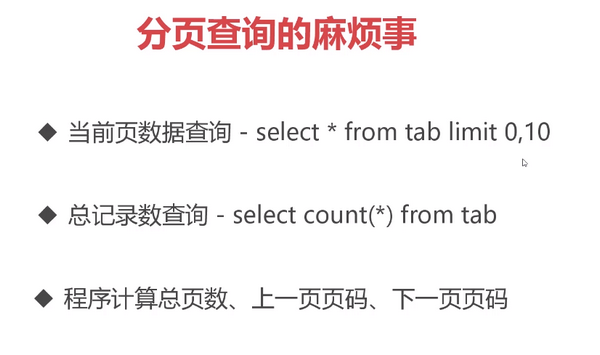 分页查询的麻烦事
◆ 当前页数据查询 - select * from tab limit 0,10
◆ 总记录数查询 - select count(*) from tab
◆ 程序计算总页数、上一页页码、下一页页码